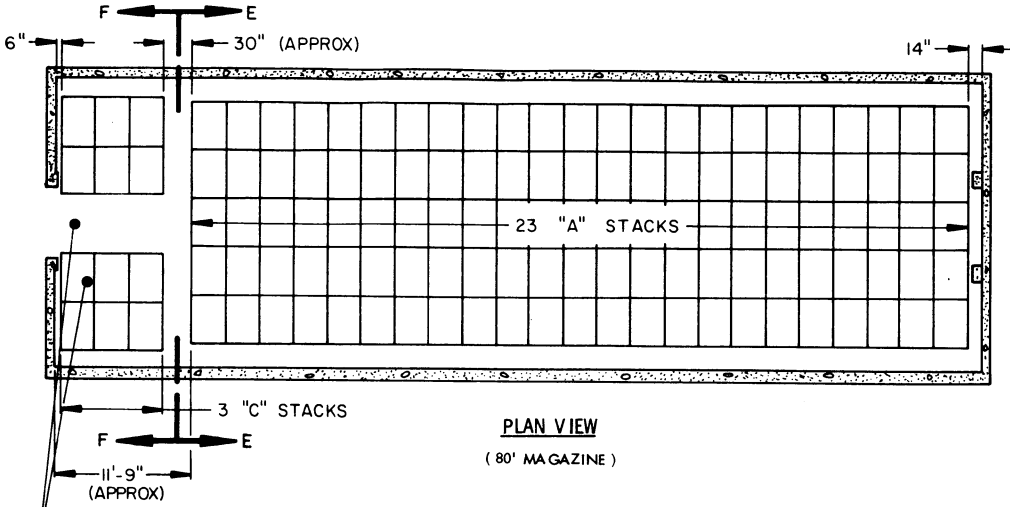 F E
6"
30" (APPROX)
14"
23 "A" STACKS
3 "C" STACKS
F E
PLAN VIEW
(80' MAGAZINE)
11'-9"
(APPROX)